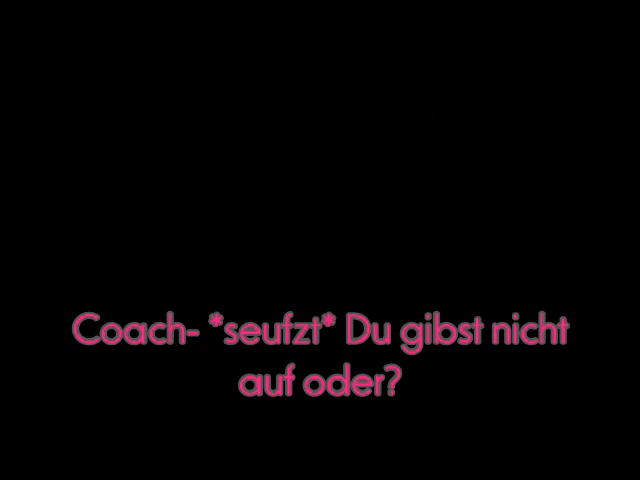 Coach- *seufzt* Du gibst nicht
auf oder?